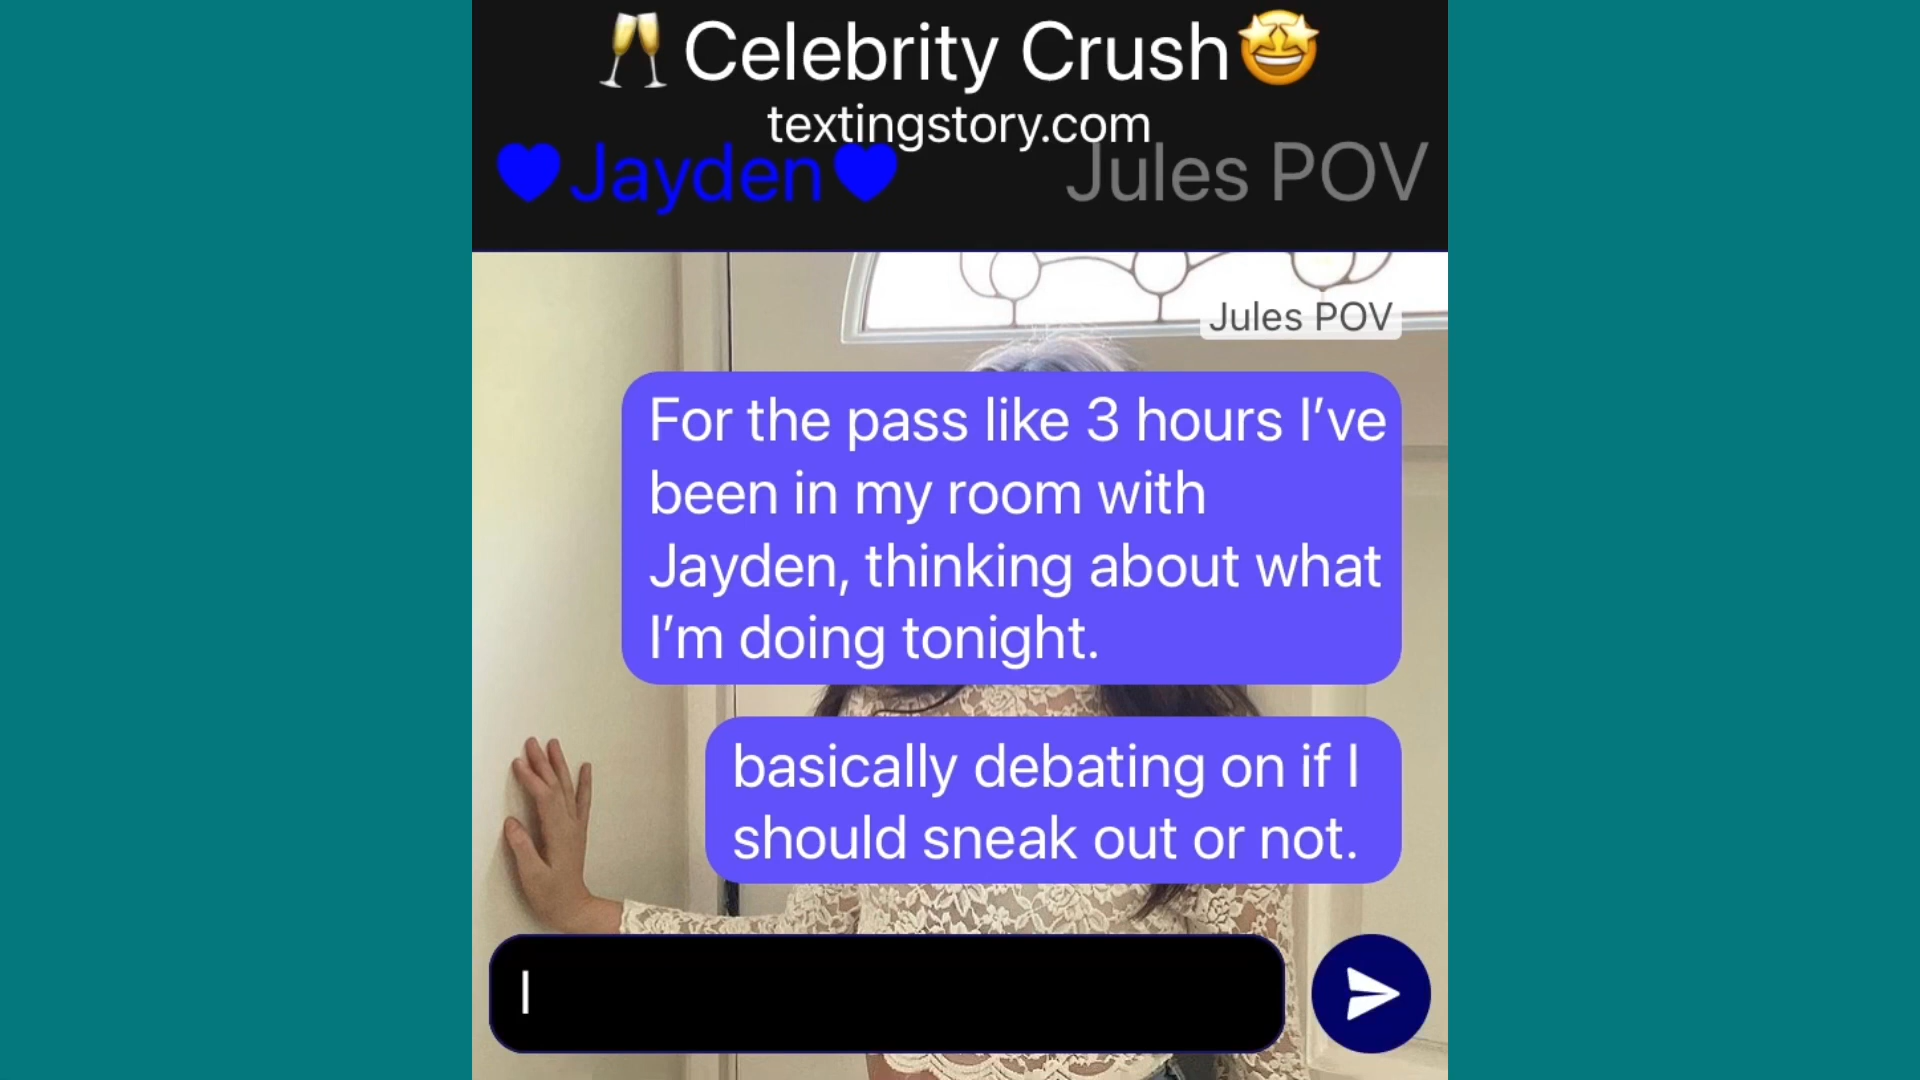 🥂Celebrity Crush🤩
textingstory.com
💙Jayden💙 Jules POV
Jules POV
For the pass like 3 hours I’ve
been in my room with
Jayden, thinking about what
I’m doing tonight.
basically debating on if I
should sneak out or not.